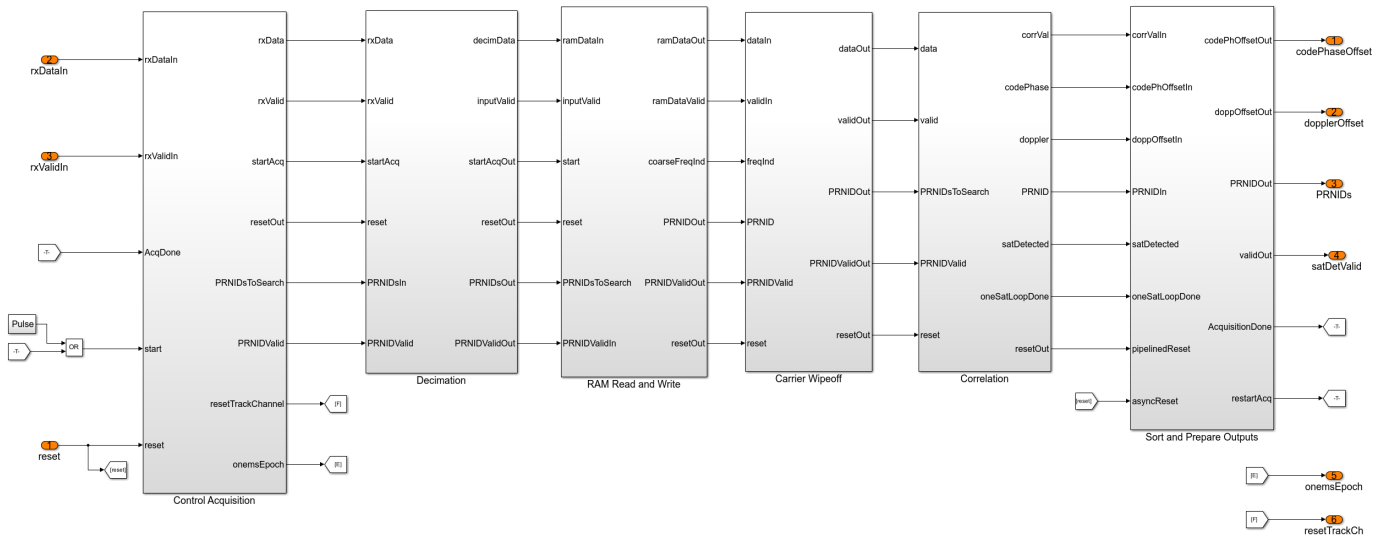 2
rxDataIn
3
rxValidIn
-T-
Pulse
-T-
OR
1
reset
[reset]
rxDataIn
rxValidIn
AcqDone
start
reset
rxData
rxValid
startAcq
resetOut
PRNIDsToSearch
PRNIDValid
resetTrackChannel
onemsEpoch
Control Acquisition
[F]
[E]
rxData
rxValid
startAcq
reset
PRNIDsIn
PRNIDValid
decimData
inputValid
startAcqOut
resetOut
PRNIDsOut
PRNIDValidOut
Decimation
ramDataIn
inputValid
start
reset
PRNIDsToSearch
PRNIDValidIn
ramDataOut
ramDataValid
coarseFreqInd
PRNIDOut
PRNIDValidOut
resetOut
RAM Read and Write
dataIn
validIn
freqInd
PRNID
PRNIDValid
reset
dataOut
validOut
PRNIDOut
PRNIDValidOut
resetOut
Carrier Wipeoff
data
valid
PRNIDsToSearch
PRNIDValid
reset
corrVal
codePhase
doppler
PRNID
satDetected
oneSatLoopDone
resetOut
Correlation
[reset]
corrValIn
codePhOffsetIn
doppOffsetIn
PRNIDIn
satDetected
oneSatLoopDone
pipelinedReset
asyncReset
codePhOffsetOut
doppOffsetOut
PRNIDOut
validOut
AcquisitionDone
restartAcq
Sort and Prepare Outputs
1
codePhaseOffset
2
dopplerOffset
3
PRNIDs
4
satDetValid
-T-
-T-
[E]
5
onemsEpoch
[F]
6
resetTrackCh